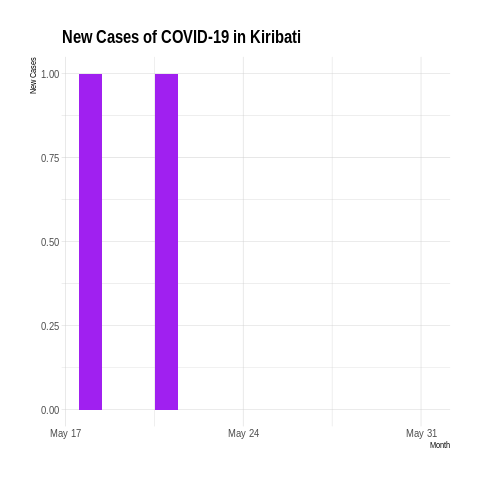 New Cases of COVID-19 in Kiribati
New Cases
1.00
0.75
0.50
0.25
0.00
May 17
May 24
May 31
Month